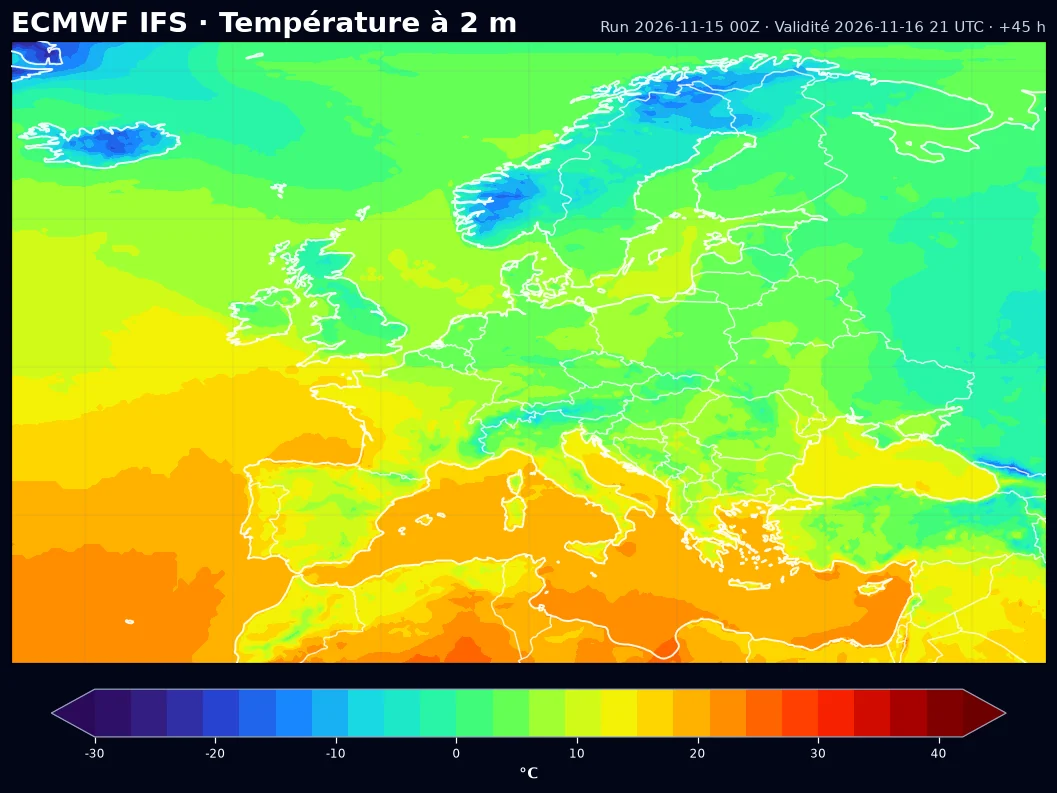 ECMWF IFS · Température à 2 m
Run 2026-11-15 00Z · Validité 2026-11-16 21 UTC · +45 h
-30 -20 -10 0 10 20 30 40
°C